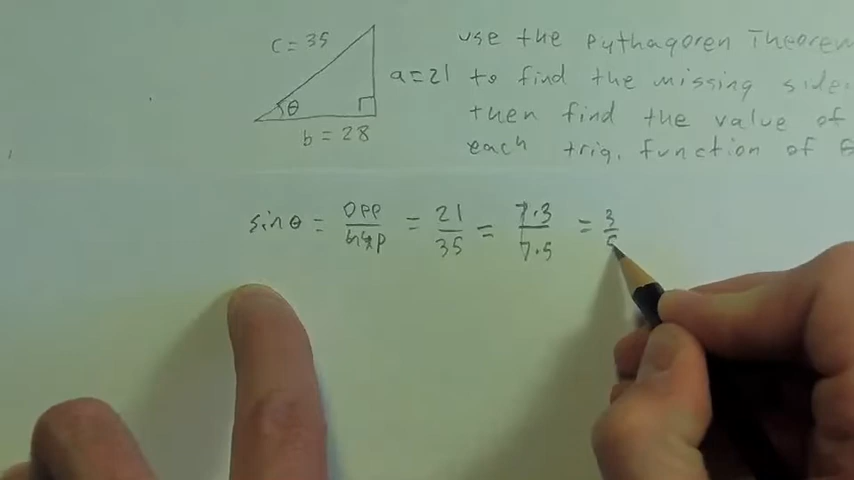 c = 35
use the pythagoren Theorem
a = 21
to find the missing side.
θ
then find the value of
b = 28
each trig. function of θ
sin θ = opp/hyp = 21/35 = 7·3/7·5 = 3/5